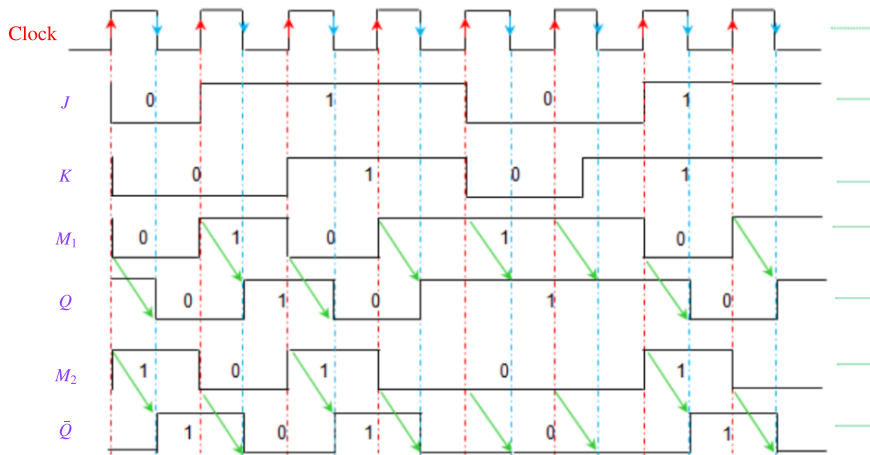 Clock
J 0 1 0 1
K 0 1 0 1
M₁ 0 1 0 1 0
Q 0 1 0 1 0
M₂ 1 0 1 0 1
Q̄ 1 0 1 0 1